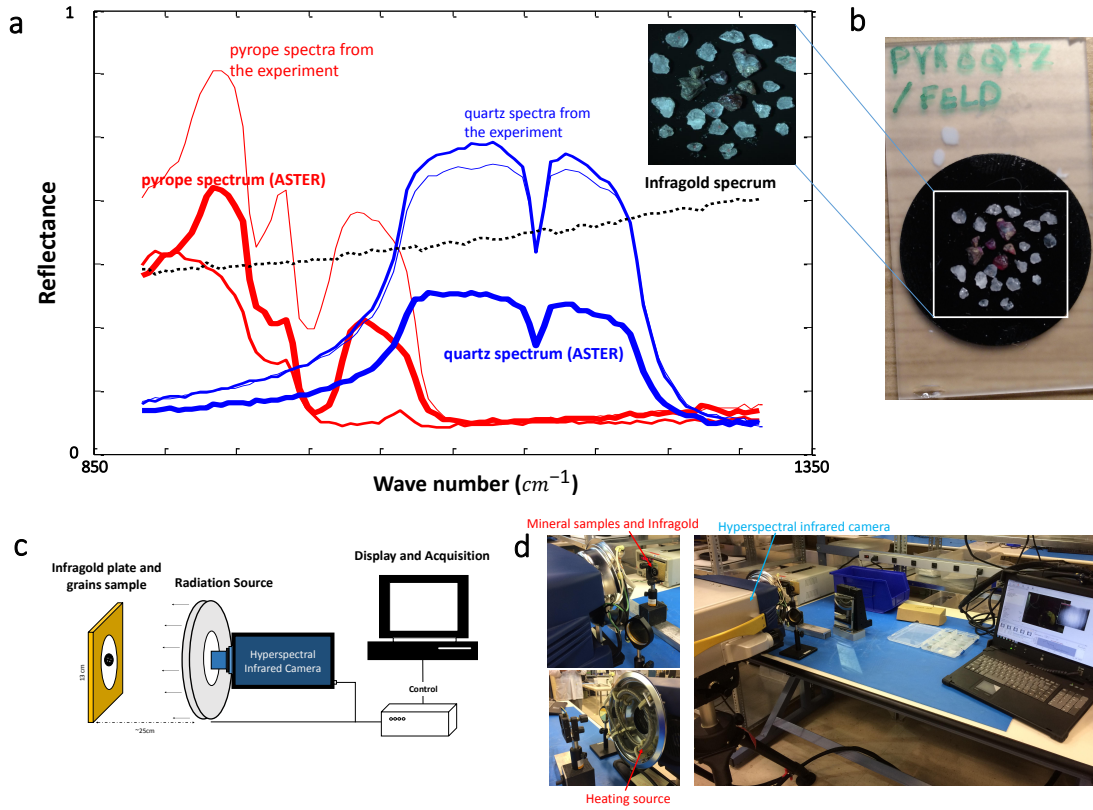 a
1
pyrope spectra from
the experiment
quartz spectra from
the experiment
pyrope spectrum (ASTER)
Infragold specrum
quartz spectrum (ASTER)
Reflectance
0
850
1350
Wave number (cm⁻¹)
b
PYR & QTZ
/ FELD
c
Infragold plate and
grains sample
Radiation Source
Display and Acquisition
Hyperspectral
Infrared Camera
Control
13 cm
~25cm
d
Mineral samples and Infragold
Hyperspectral infrared camera
Heating source